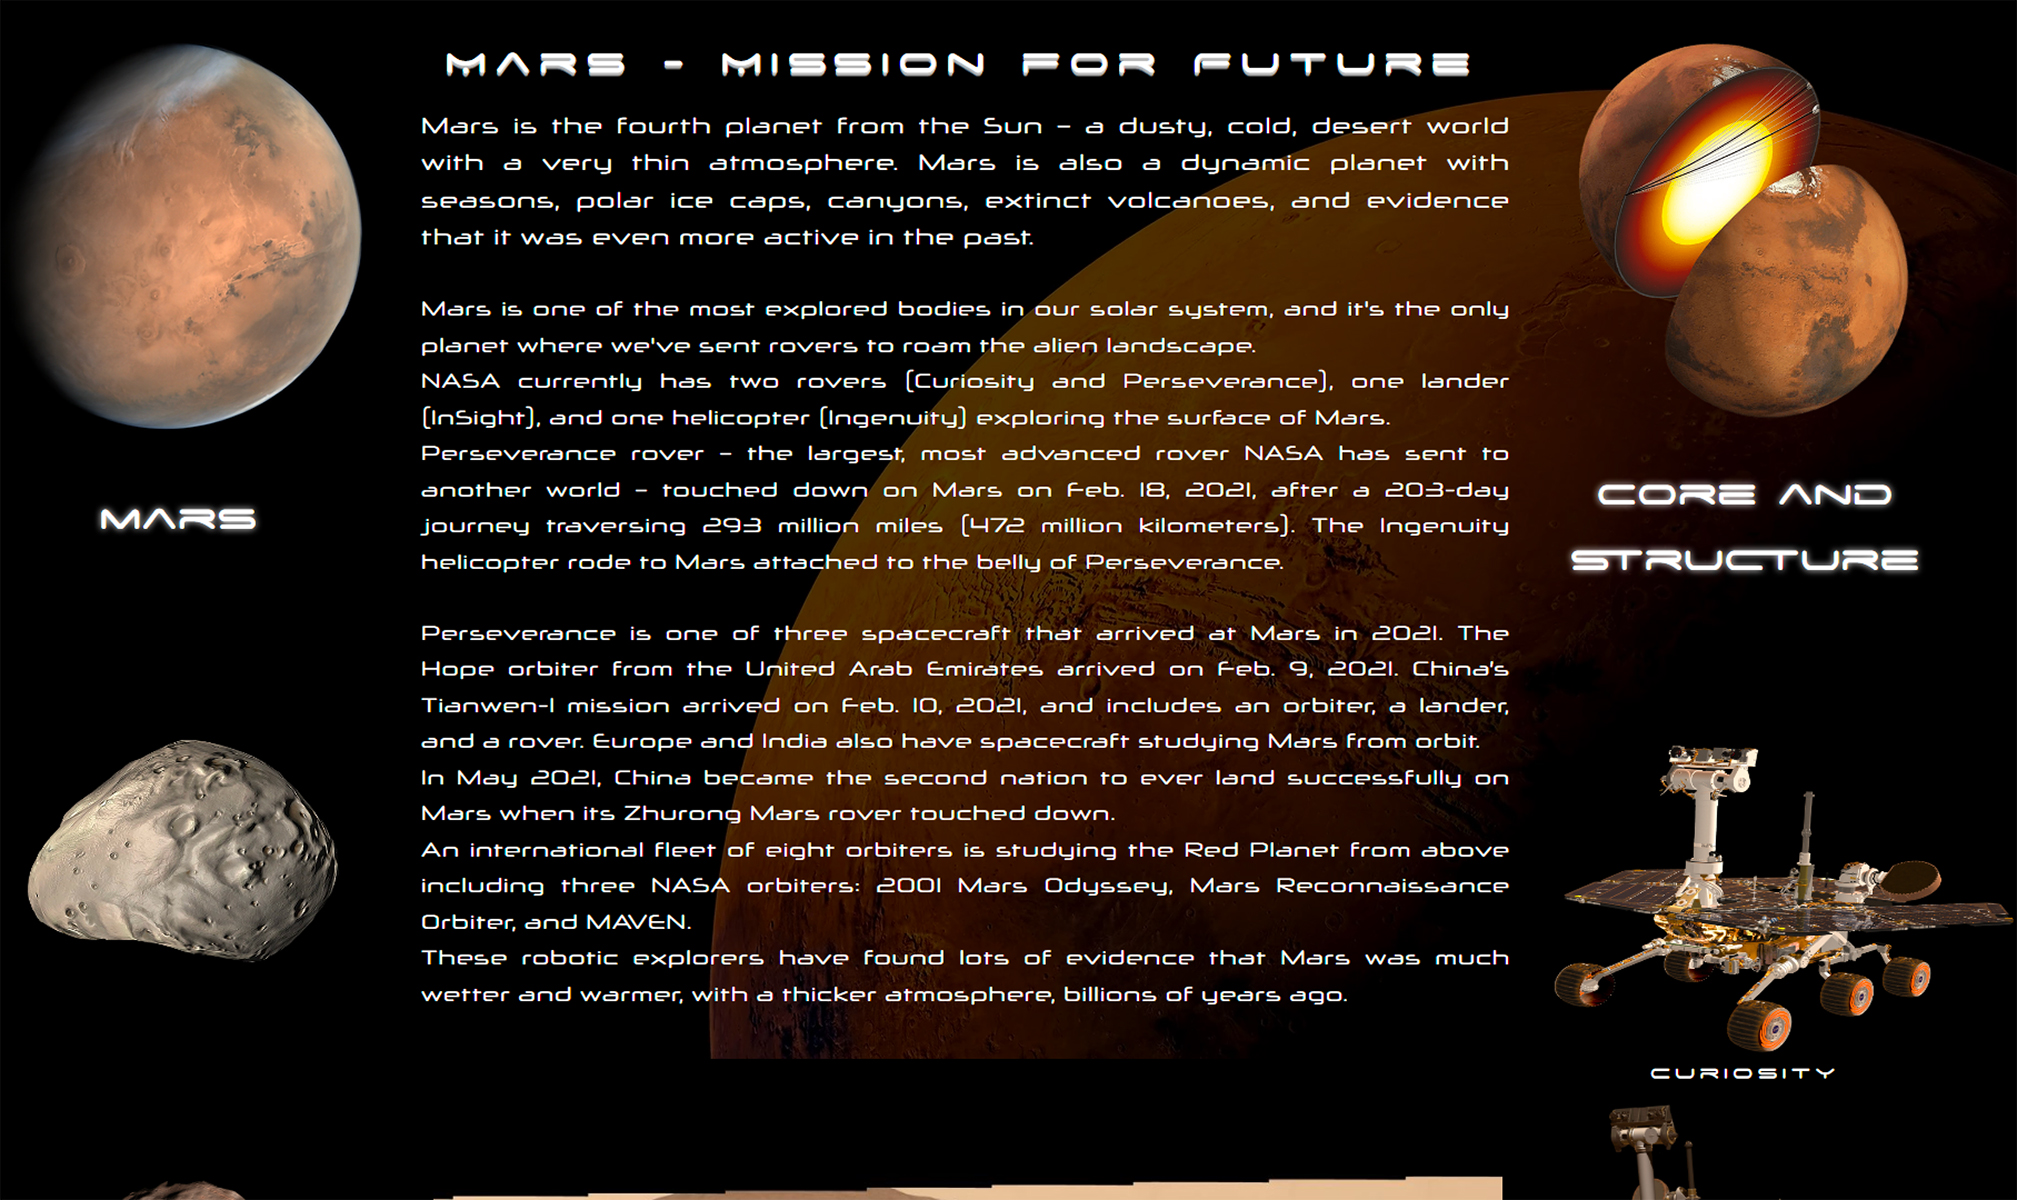 MARS - MISSION FOR FUTURE
Mars is the fourth planet from the Sun – a dusty, cold, desert world
with a very thin atmosphere. Mars is also a dynamic planet with
seasons, polar ice caps, canyons, extinct volcanoes, and evidence
that it was even more active in the past.
Mars is one of the most explored bodies in our solar system, and it's the only
planet where we've sent rovers to roam the alien landscape.
NASA currently has two rovers (Curiosity and Perseverance), one lander
(InSight), and one helicopter (Ingenuity) exploring the surface of Mars.
Perseverance rover – the largest, most advanced rover NASA has sent to
another world – touched down on Mars on Feb. 18, 2021, after a 203-day
journey traversing 293 million miles (472 million kilometers). The Ingenuity
helicopter rode to Mars attached to the belly of Perseverance.
Perseverance is one of three spacecraft that arrived at Mars in 2021. The
Hope orbiter from the United Arab Emirates arrived on Feb. 9, 2021. China's
Tianwen-1 mission arrived on Feb. 10, 2021, and includes an orbiter, a lander,
and a rover. Europe and India also have spacecraft studying Mars from orbit.
In May 2021, China became the second nation to ever land successfully on
Mars when its Zhurong Mars rover touched down.
An international fleet of eight orbiters is studying the Red Planet from above
including three NASA orbiters: 2001 Mars Odyssey, Mars Reconnaissance
Orbiter, and MAVEN.
These robotic explorers have found lots of evidence that Mars was much
wetter and warmer, with a thicker atmosphere, billions of years ago.
MARS
CORE AND
STRUCTURE
CURIOSITY